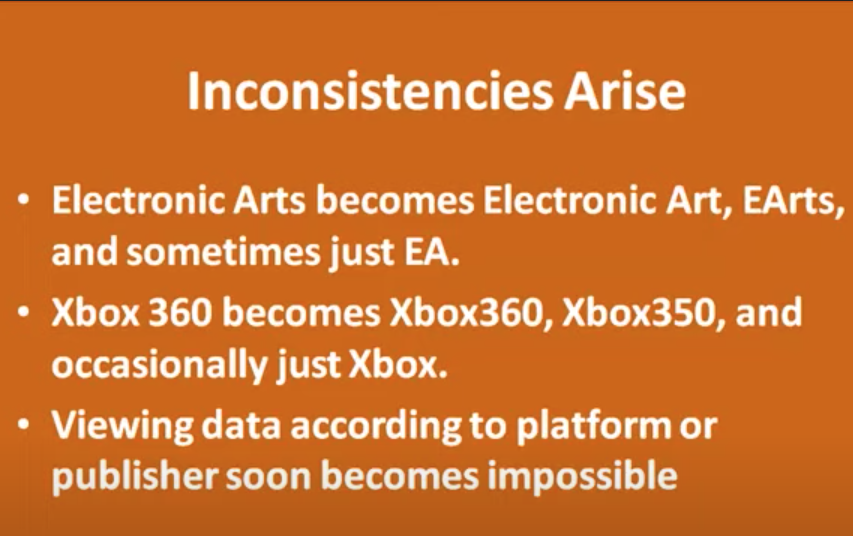 Inconsistencies Arise
• Electronic Arts becomes Electronic Art, EArts,
and sometimes just EA.
• Xbox 360 becomes Xbox360, Xbox350, and
occasionally just Xbox.
• Viewing data according to platform or
publisher soon becomes impossible